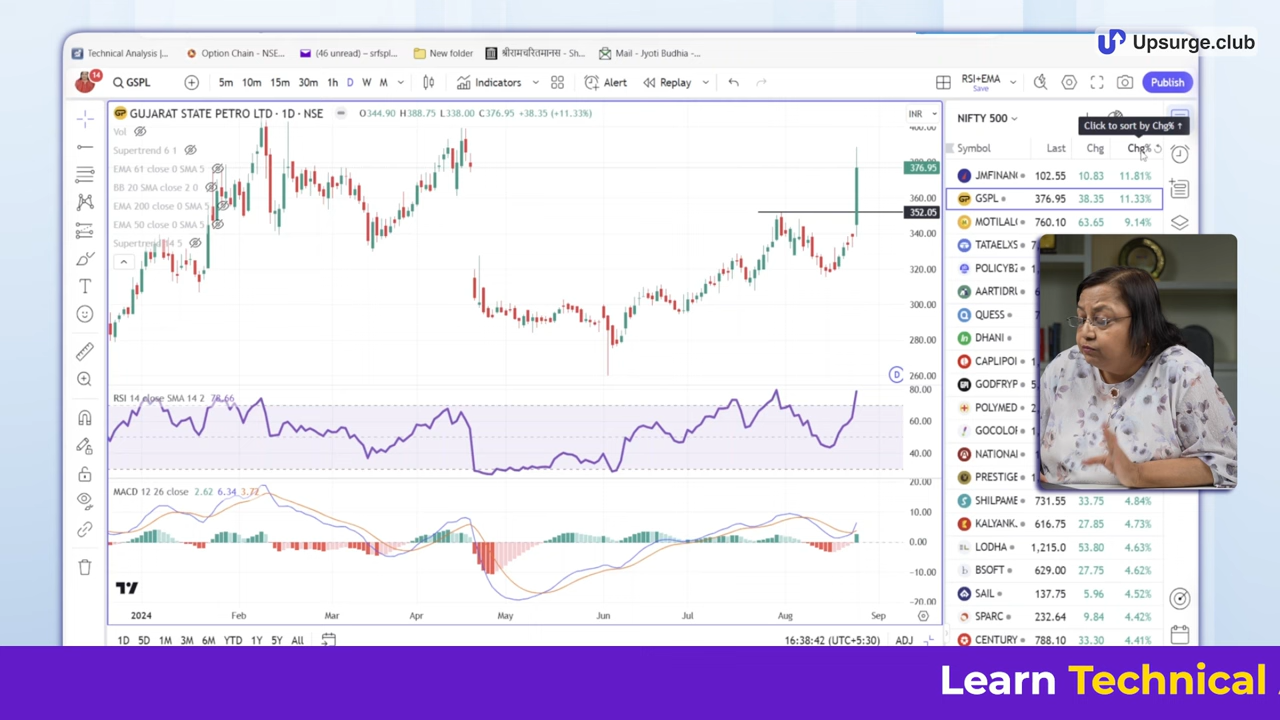 Upsurge.club
Technical Analysis |... Option Chain - NSE... (46 unread) – srfspl... New folder श्रीरामचरितमानस - Sh... Mail - Jyoti Budhia -...
14 GSPL 5m 10m 15m 30m 1h D W M Indicators Alert Replay RSI+EMA Save Publish
GUJARAT STATE PETRO LTD · 1D · NSE O344.90 H388.75 L338.00 C376.95 +38.35 (+11.33%) INR
Vol
Supertrend 6 1
EMA 61 close 0 SMA 5
BB 20 SMA close 2 0
EMA 200 close 0 SMA 5
EMA 50 close 0 SMA 5
400.00
376.95
360.00
352.05
340.00
320.00
300.00
280.00
260.00
D
RSI 14 close SMA 14 2 78.66
80.00
60.00
40.00
MACD 12 26 close 2.62 6.34 3.72
20.00
10.00
0.00
-10.00
-20.00
2024 Feb Mar Apr May Jun Jul Aug Sep
1D 5D 1M 3M 6M YTD 1Y 5Y All 16:38:42 (UTC+5:30) ADJ
NIFTY 500
Click to sort by Chg% ↑
Symbol Last Chg Chg%
JMFINAN 102.55 10.83 11.81%
GSPL 376.95 38.35 11.33%
MOTILAL 760.10 63.65 9.14%
TATAELXS
POLICYBZ
AARTIDRU
QUESS
DHANI
CAPLIPOI
GODFRYP
POLYMED
GOCOLOR
NATIONAL
PRESTIGE
SHILPAME 731.55 33.75 4.84%
KALYANK 616.75 27.85 4.73%
LODHA 1,215.0 53.80 4.63%
BSOFT 629.00 27.75 4.62%
SAIL 137.75 5.96 4.52%
SPARC 232.64 9.84 4.42%
CENTURY 788.10 33.30 4.41%
Learn Technical